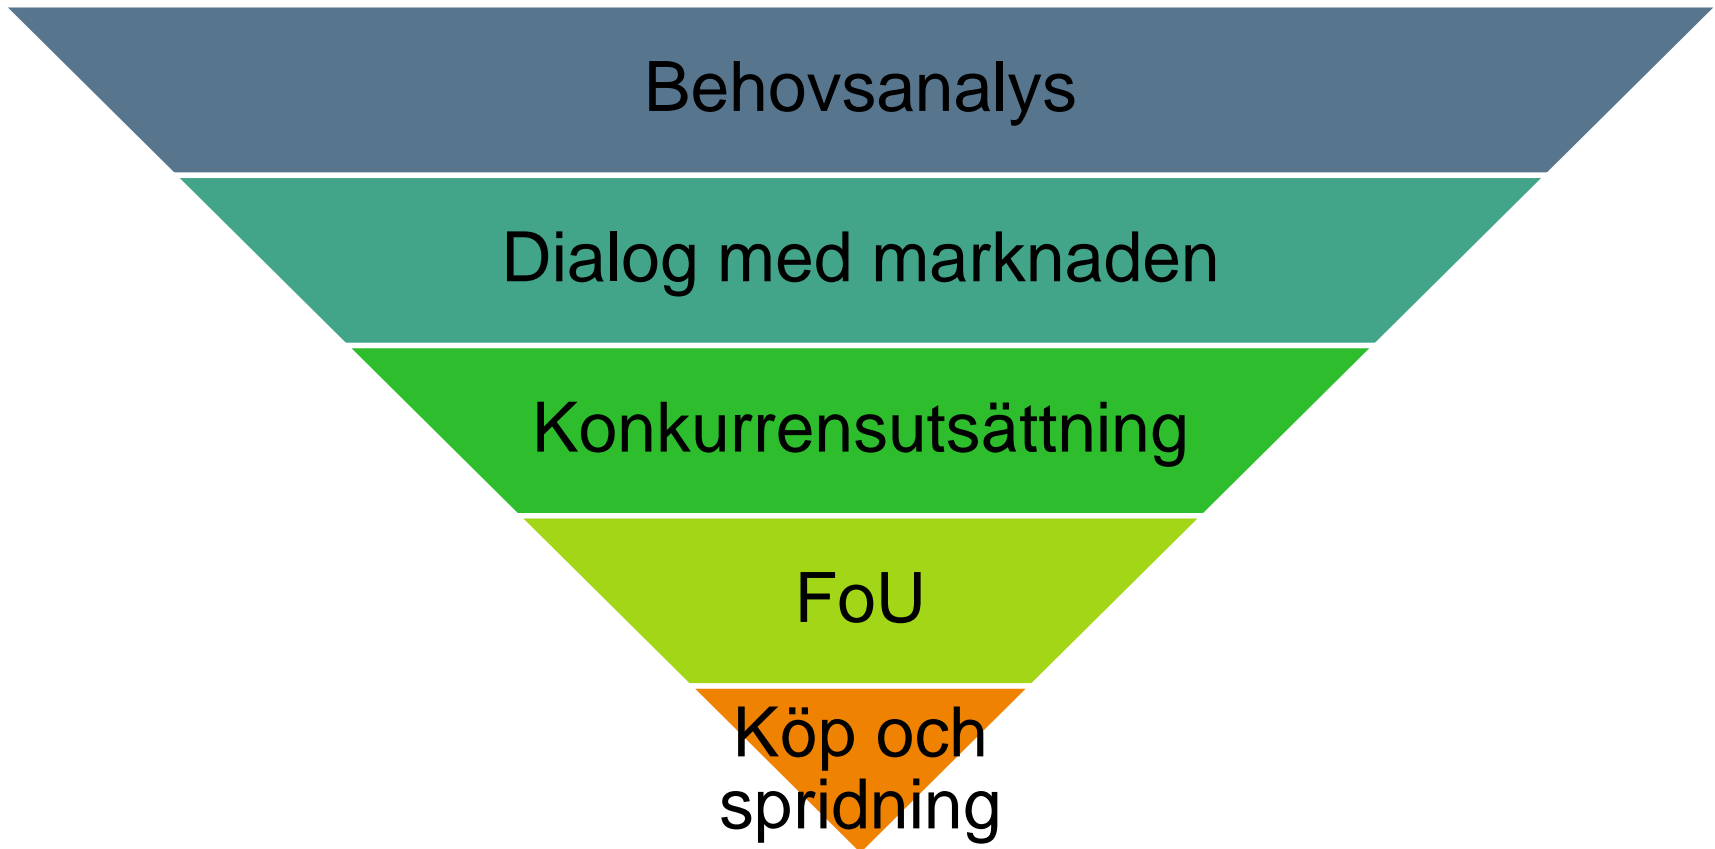 Behovsanalys
Dialog med marknaden
Konkurrensutsättning
FoU
Köp och
spridning